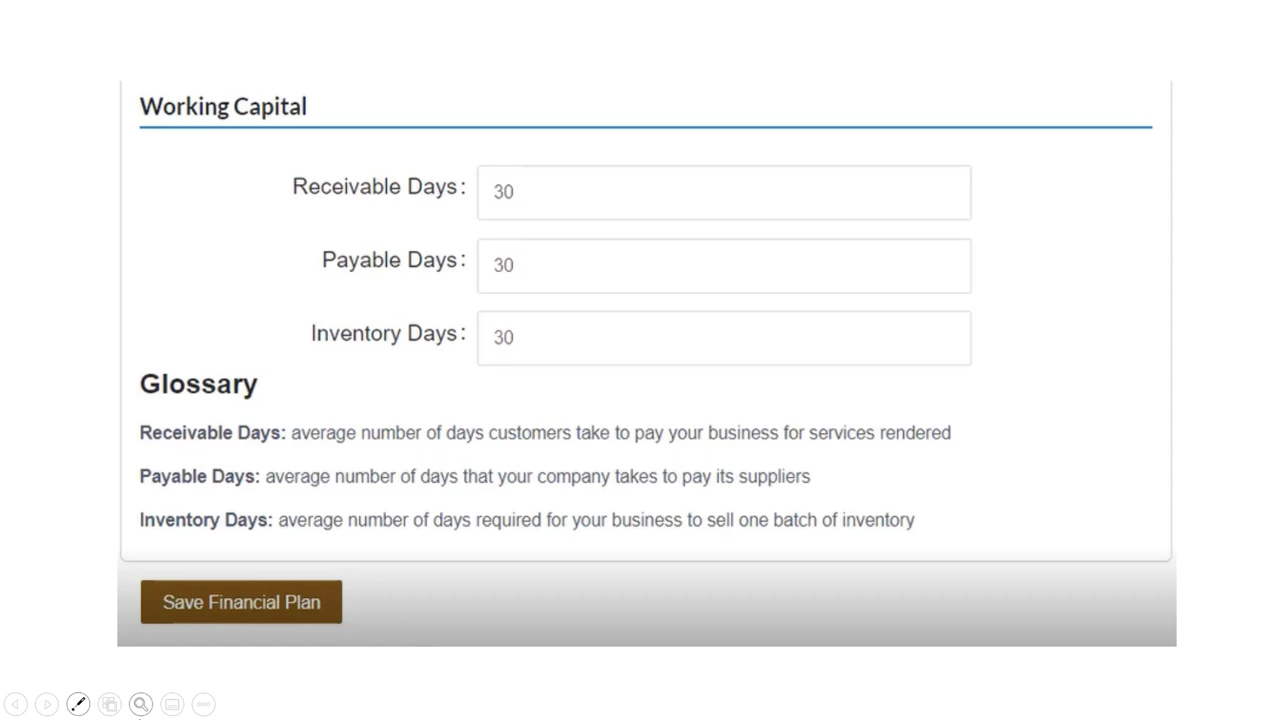 Working Capital
Receivable Days:
30
Payable Days:
30
Inventory Days:
30
Glossary
Receivable Days: average number of days customers take to pay your business for services rendered
Payable Days: average number of days that your company takes to pay its suppliers
Inventory Days: average number of days required for your business to sell one batch of inventory
Save Financial Plan